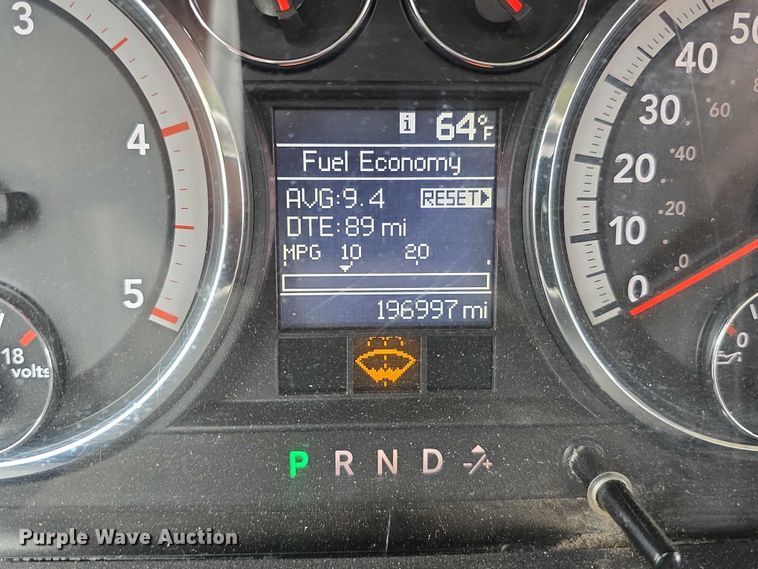 3
4
5
18
volts
i 64°F
Fuel Economy
AVG:9.4 RESET
DTE:89 mi
MPG 10 20
196997 mi
50
40
30
20
10
0
60
40
20
0
0
P R N D -/+
Purple Wave Auction